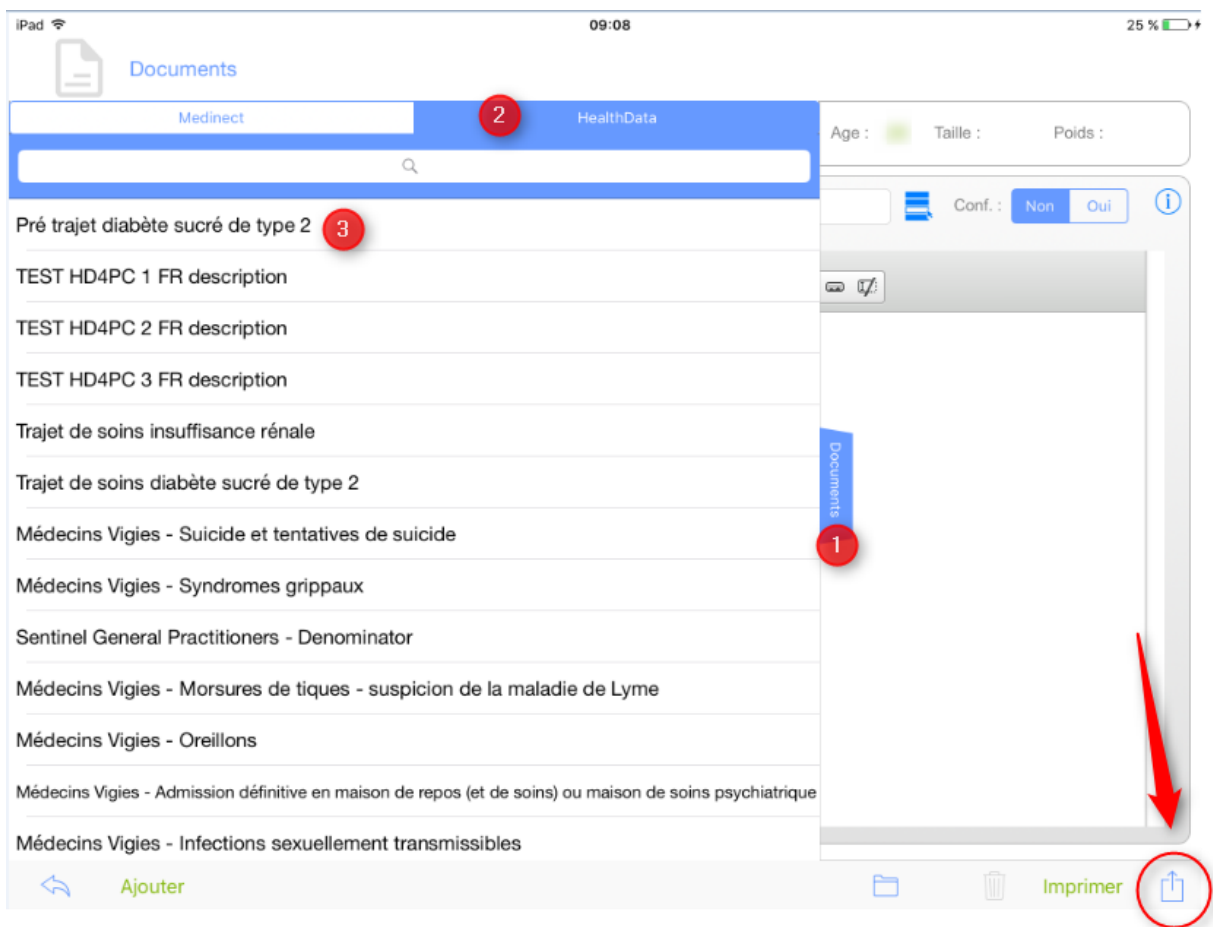 iPad 09:08 25 %
Documents
Medinect 2 HealthData
Age : Taille : Poids :
Conf. : Non Oui
Pré trajet diabète sucré de type 2 3
TEST HD4PC 1 FR description
TEST HD4PC 2 FR description
TEST HD4PC 3 FR description
Trajet de soins insuffisance rénale
Trajet de soins diabète sucré de type 2
Documents
Médecins Vigies - Suicide et tentatives de suicide
1
Médecins Vigies - Syndromes grippaux
Sentinel General Practitioners - Denominator
Médecins Vigies - Morsures de tiques - suspicion de la maladie de Lyme
Médecins Vigies - Oreillons
Médecins Vigies - Admission définitive en maison de repos (et de soins) ou maison de soins psychiatrique
Médecins Vigies - Infections sexuellement transmissibles
Ajouter Imprimer